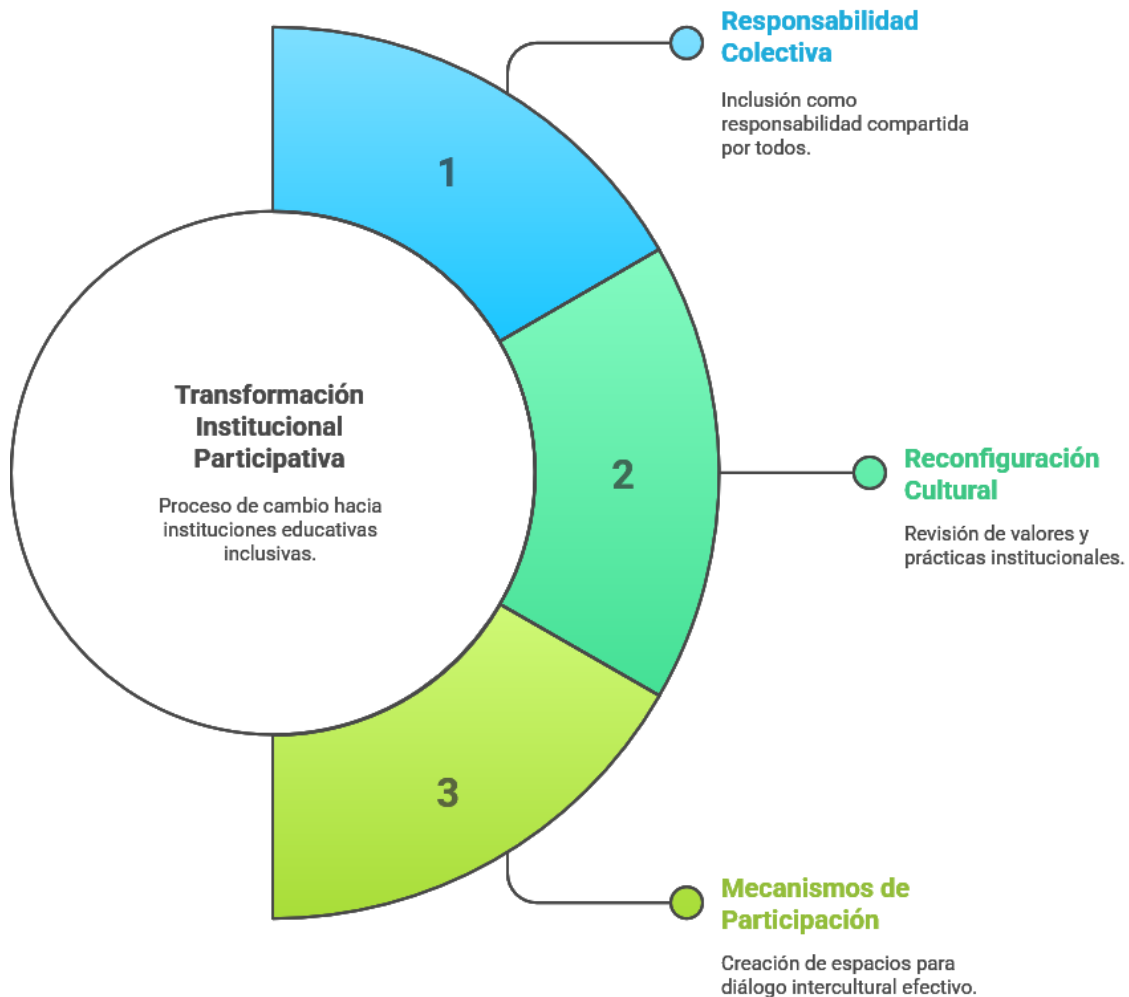 Responsabilidad
Colectiva
Inclusión como
responsabilidad compartida
por todos.
1
Transformación
Institucional
Participativa
Proceso de cambio hacia
instituciones educativas
inclusivas.
2
Reconfiguración
Cultural
Revisión de valores y
prácticas institucionales.
3
Mecanismos de
Participación
Creación de espacios para
diálogo intercultural efectivo.